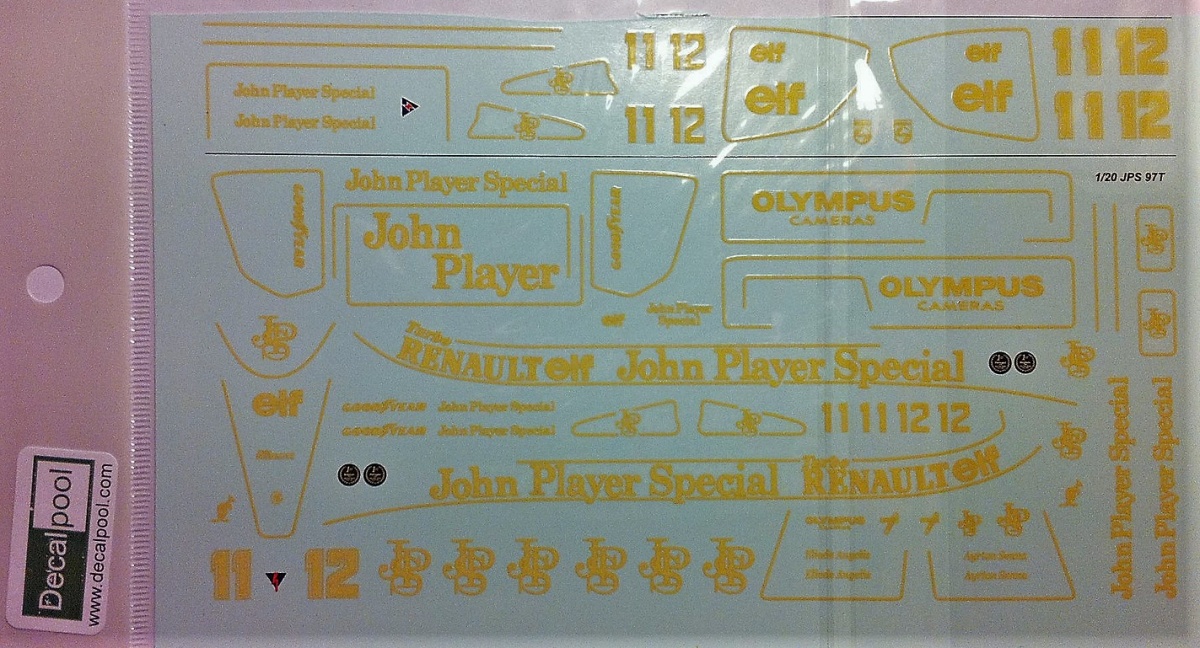 11 12
elf
elf
elf
elf
11 12
11 12
11 12
John Player Special
John Player Special
1/20 JPS 97T
GOODYEAR
John Player Special
John
Player
GOODYEAR
OLYMPUS
CAMERAS
OLYMPUS
CAMERAS
elf
John Player
Special
JPS
Turbo
RENAULT elf John Player Special
JPS
JPS
JPS
elf
GOODYEAR John Player Special
GOODYEAR John Player Special
11 11 12 12
John Player Special
Turbo
RENAULT elf
JPS
John Player Special
John Player Special
OLYMPUS
Elio de Angelis
Elio de Angelis
Ayrton Senna
Ayrton Senna
11
12
JPS JPS JPS JPS JPS JPS
Decalpool
www.decalpool.com